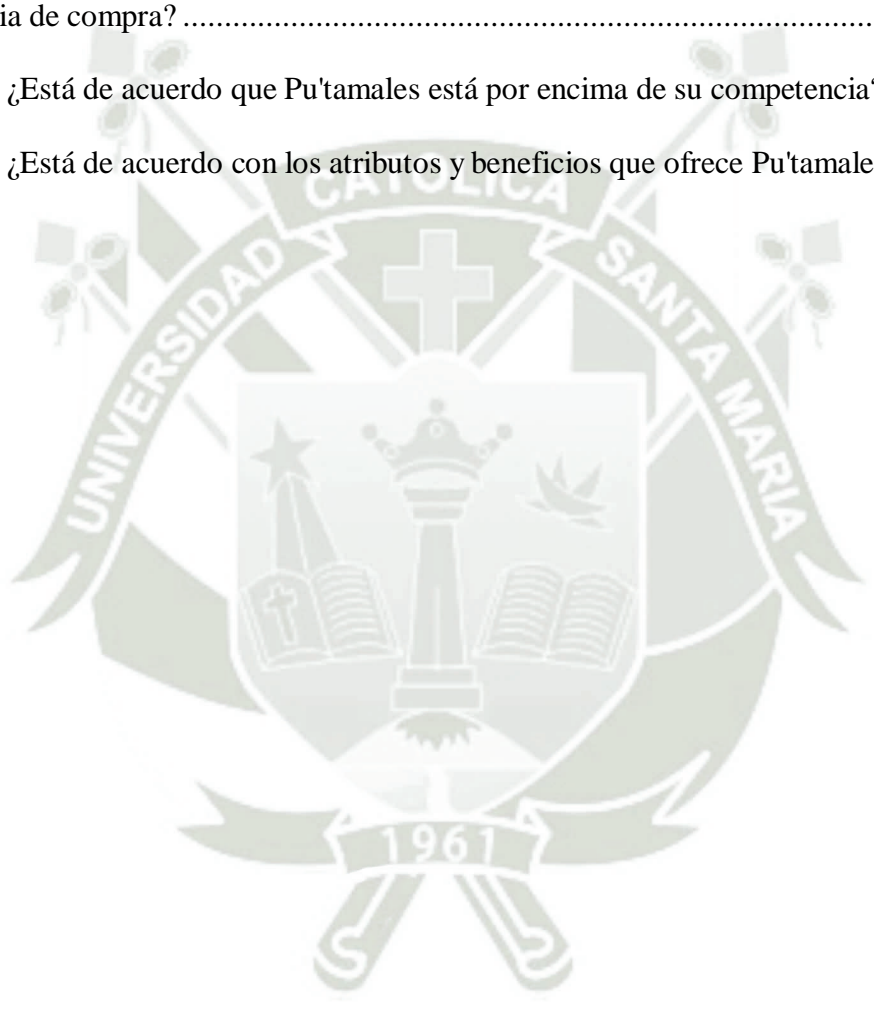 ia de compra? ........................................................................................
¿Está de acuerdo que Pu'tamales está por encima de su competencia
¿Está de acuerdo con los atributos y beneficios que ofrece Pu'tamale
UNIVERSIDAD CATOLICA SANTA MARIA
1961